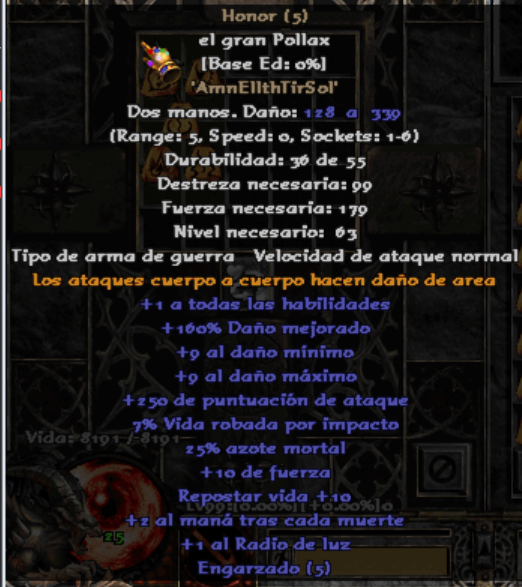 Honor (5)
el gran Pollax
[Base Ed: 0%]
'AmnElIthTirSol'
Dos manos. Daño: 128 a 339
(Range: 5, Speed: 0, Sockets: 1-6)
Durabilidad: 36 de 55
Destreza necesaria: 99
Fuerza necesaria: 179
Nivel necesario: 63
Tipo de arma de guerra Velocidad de ataque normal
Los ataques cuerpo a cuerpo hacen daño de area
+1 a todas las habilidades
+160% Daño mejorado
+9 al daño mínimo
+9 al daño máximo
+250 de puntuación de ataque
7% Vida robada por impacto
Vida: 8191 / 8191
25% azote mortal
+10 de fuerza
Repostar vida +10
+2 al maná tras cada muerte
215
+1 al Radio de luz
Engarzado (5)